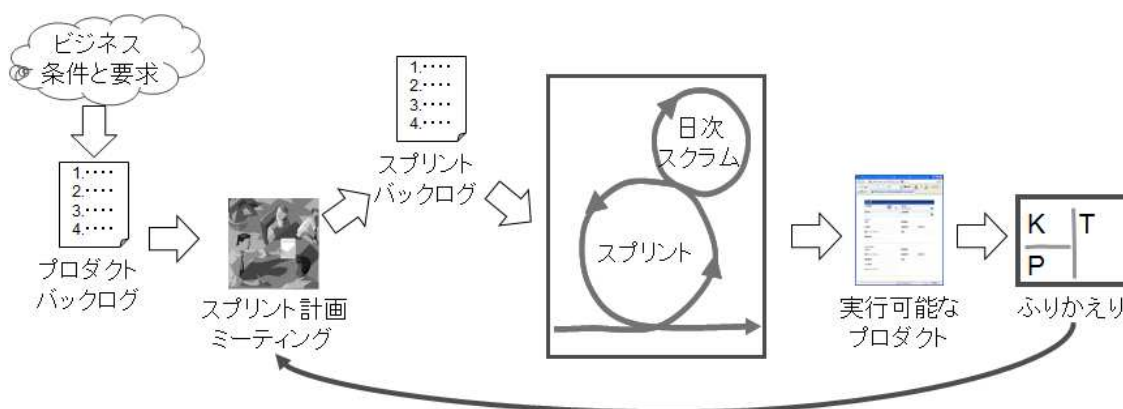 ビジネス
条件と要求
1.‥‥
2.‥‥
3.‥‥
4.‥‥
プロダクト
バックログ
スプリント計画
ミーティング
1.‥‥
2.‥‥
3.‥‥
4.‥‥
スプリント
バックログ
日次
スクラム
スプリント
実行可能な
プロダクト
K T
P
ふりかえり